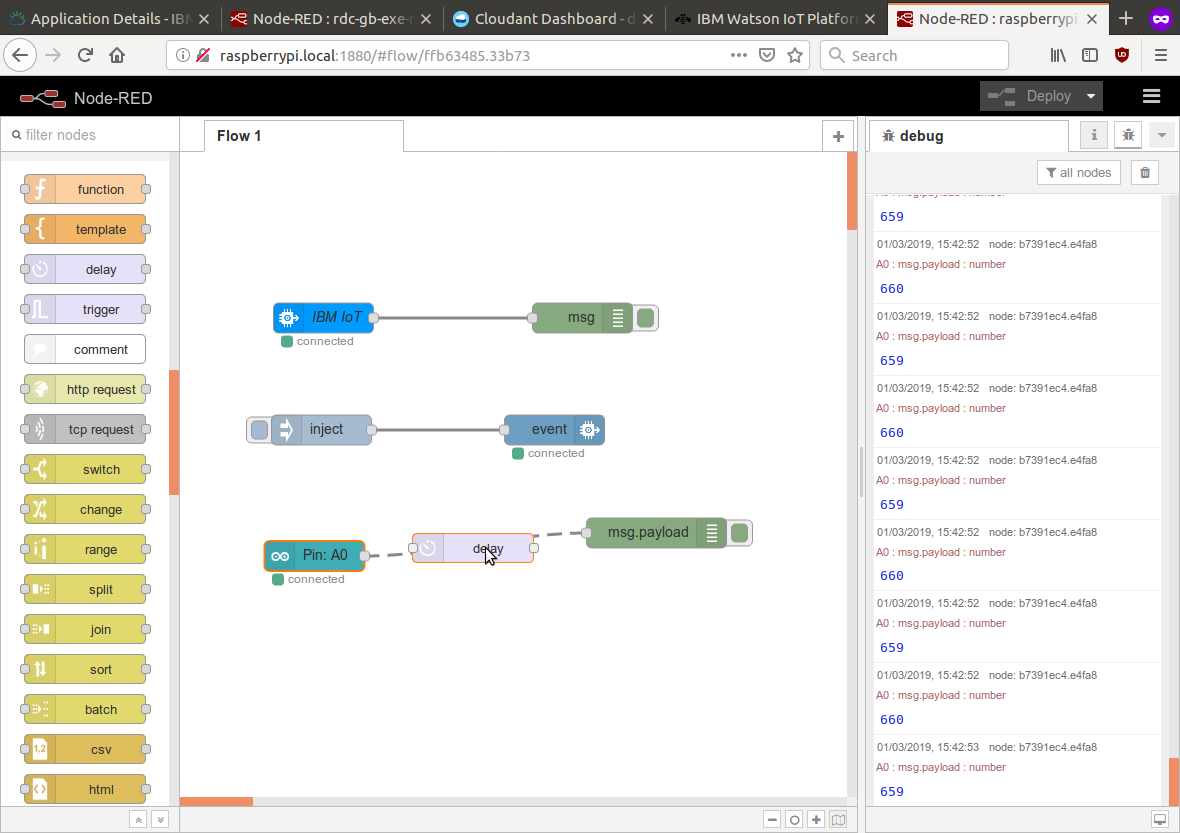 Application Details - IBM
Node-RED : rdc-gb-exe-r
Cloudant Dashboard - d
IBM Watson IoT Platfor
Node-RED : raspberrypi.
raspberrypi.local:1880/#flow/ffb63485.33b73
Search
Node-RED
Deploy
filter nodes
Flow 1
debug
all nodes
function
template
delay
trigger
comment
http request
tcp request
switch
change
range
split
join
sort
batch
csv
html
IBM IoT
connected
msg
inject
event
connected
Pin: A0
connected
delay
msg.payload
659
01/03/2019, 15:42:52 node: b7391ec4.e4fa8
A0 : msg.payload : number
660
01/03/2019, 15:42:52 node: b7391ec4.e4fa8
A0 : msg.payload : number
659
01/03/2019, 15:42:52 node: b7391ec4.e4fa8
A0 : msg.payload : number
660
01/03/2019, 15:42:52 node: b7391ec4.e4fa8
A0 : msg.payload : number
659
01/03/2019, 15:42:52 node: b7391ec4.e4fa8
A0 : msg.payload : number
660
01/03/2019, 15:42:52 node: b7391ec4.e4fa8
A0 : msg.payload : number
659
01/03/2019, 15:42:52 node: b7391ec4.e4fa8
A0 : msg.payload : number
660
01/03/2019, 15:42:53 node: b7391ec4.e4fa8
A0 : msg.payload : number
659